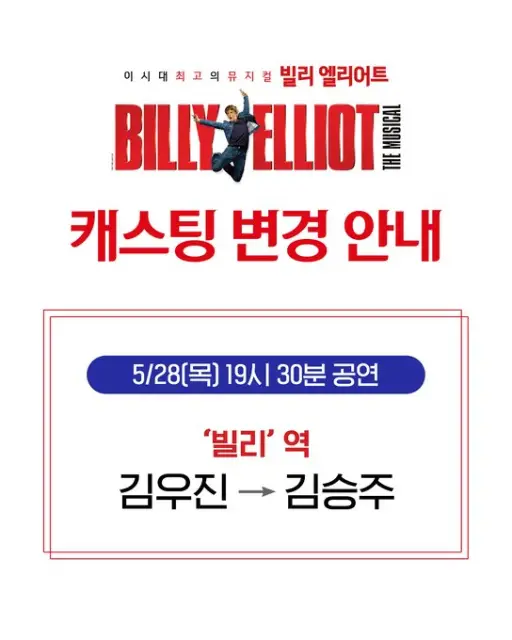 이 시 대 최 고 의 뮤 지 컬 빌리 엘리어트
BILLY ELLIOT THE MUSICAL
캐스팅 변경 안내
5/28(목) 19시 30분 공연
‘빌리’ 역
김우진 → 김승주